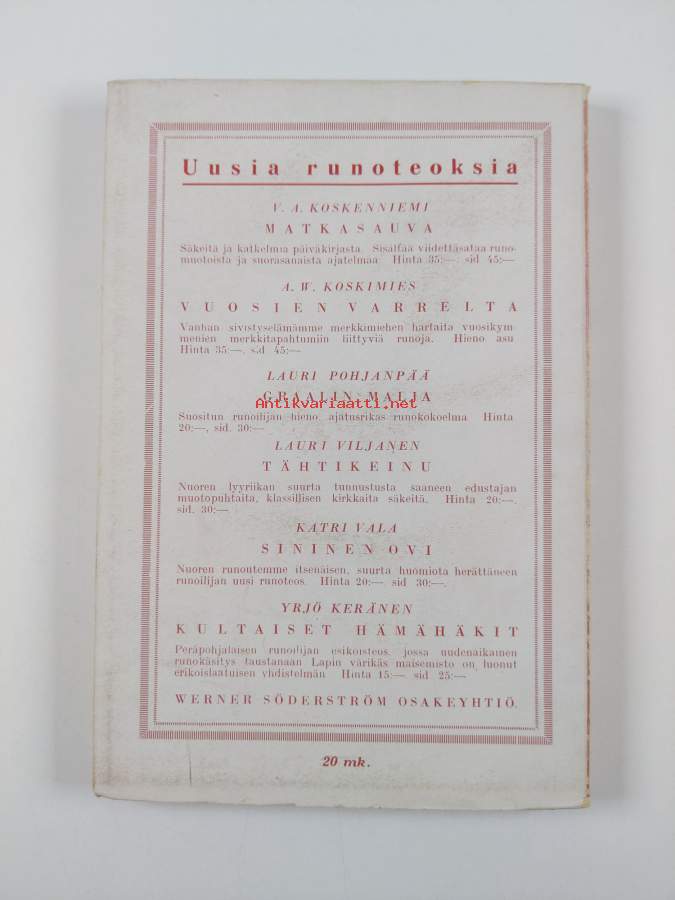 Uusia runoteoksia
V. A. KOSKENNIEMI
MATKASAUVA
Säkeitä ja katkelmia päiväkirjasta. Sisältää viidettäsataa runo-
muotoista ja suorasanaista ajatelmaa. Hinta 35:—, sid. 45:—
A. W. KOSKIMIES
VUOSIEN VARRELTA
Vanhan sivistyselämämme merkkimiehen hartaita vuosikym-
menien merkkitapahtumiin liittyviä runoja. Hieno asu
Hinta 35:—, s.d 45:—
LAURI POHJANPÄÄ
GRAALIN MALJA
Antikvariaatti.net
Suositun runoilijan hieno, ajatusrikas runokokoelma Hinta
20:—, sid. 30:—
LAURI VILJANEN
TÄHTIKEINU
Nuoren lyyriikan suurta tunnustusta saaneen edustajan
muotopuhtaita, klassillisen kirkkaita säkeitä. Hinta 20:—,
sid. 30:—
KATRI VALA
SININEN OVI
Nuoren runoutemme itsenäisen, suurta huomiota herättäneen
runoilijan uusi runoteos. Hinta 20:— sid 30:—.
YRJÖ KERÄNEN
KULTAISET HÄMÄHÄKIT
Peräpohjalaisen runoilijan esikoisteos, jossa uudenaikainen
runokäsitys taustanaan Lapin värikäs maisemisto on luonut
erikoislaatuisen yhdistelmän Hinta 15:— sid 25:—
WERNER SÖDERSTRÖM OSAKEYHTIÖ.
20 mk.